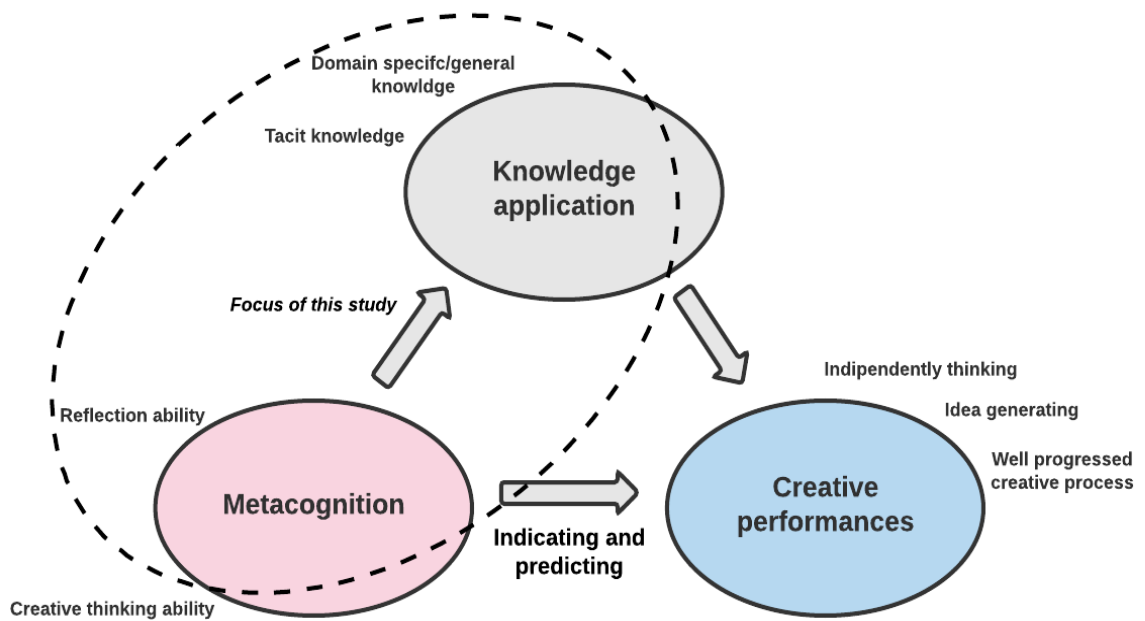 Domain specifc/general
knowldge
Tacit knowledge
Knowledge
application
Focus of this study
Indipendently thinking
Reflection ability
Idea generating
Well progressed
creative process
Metacognition
Creative
performances
Indicating and
predicting
Creative thinking ability